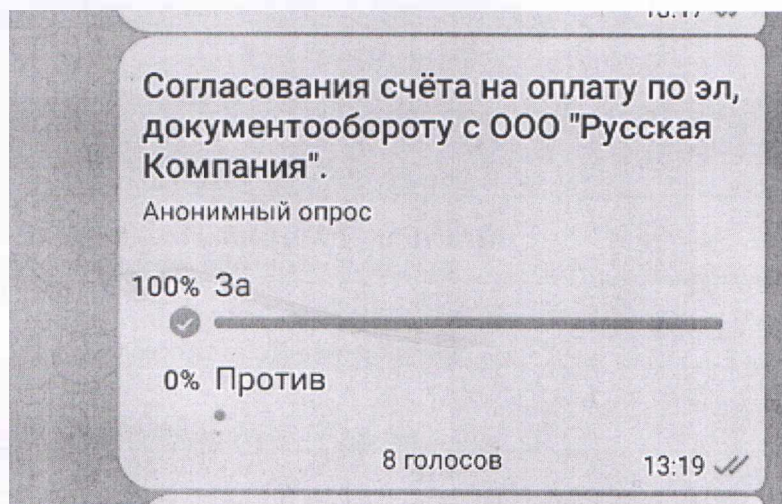 Согласования счёта на оплату по эл,
документообороту с ООО "Русская
Компания".
Анонимный опрос
100% За
0% Против
8 голосов
13:19